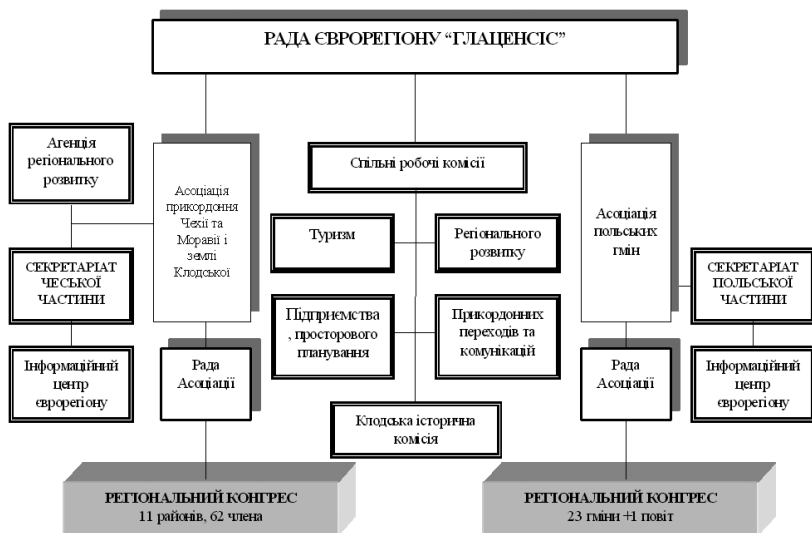 РАДА ЄВРОРЕГІОНУ “ГЛАЦЕНСІС”
Агенція
регіонального
розвитку
Асоціація
прикордоння
Чехії та
Моравії і
землі
Клодської
СЕКРЕТАРІАТ
ЧЕСЬКОЇ
ЧАСТИНИ
Інформаційний
центр
єврорегіону
Рада
Асоціації
Спільні робочі комісії
Туризм
Регіонального
розвитку
Підприємства
, просторового
планування
Прикордонних
переходів та
комунікацій
Клодська історична
комісія
Асоціація
польських
гмін
СЕКРЕТАРІАТ
ПОЛЬСЬКОЇ
ЧАСТИНИ
Рада
Асоціації
Інформаційний
центр
єврорегіону
РЕГІОНАЛЬНИЙ КОНГРЕС
11 районів, 62 члена
РЕГІОНАЛЬНИЙ КОНГРЕС
23 гміни +1 повіт